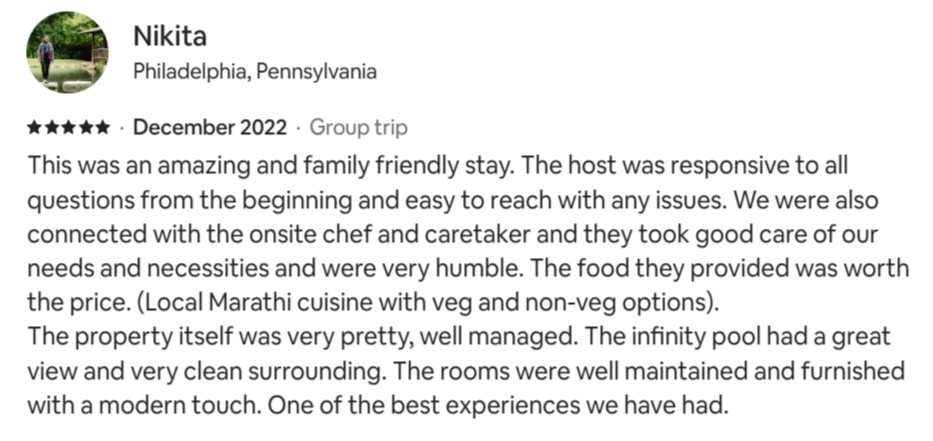 Nikita
Philadelphia, Pennsylvania
★★★★★ · December 2022 · Group trip
This was an amazing and family friendly stay. The host was responsive to all
questions from the beginning and easy to reach with any issues. We were also
connected with the onsite chef and caretaker and they took good care of our
needs and necessities and were very humble. The food they provided was worth
the price. (Local Marathi cuisine with veg and non-veg options).
The property itself was very pretty, well managed. The infinity pool had a great
view and very clean surrounding. The rooms were well maintained and furnished
with a modern touch. One of the best experiences we have had.